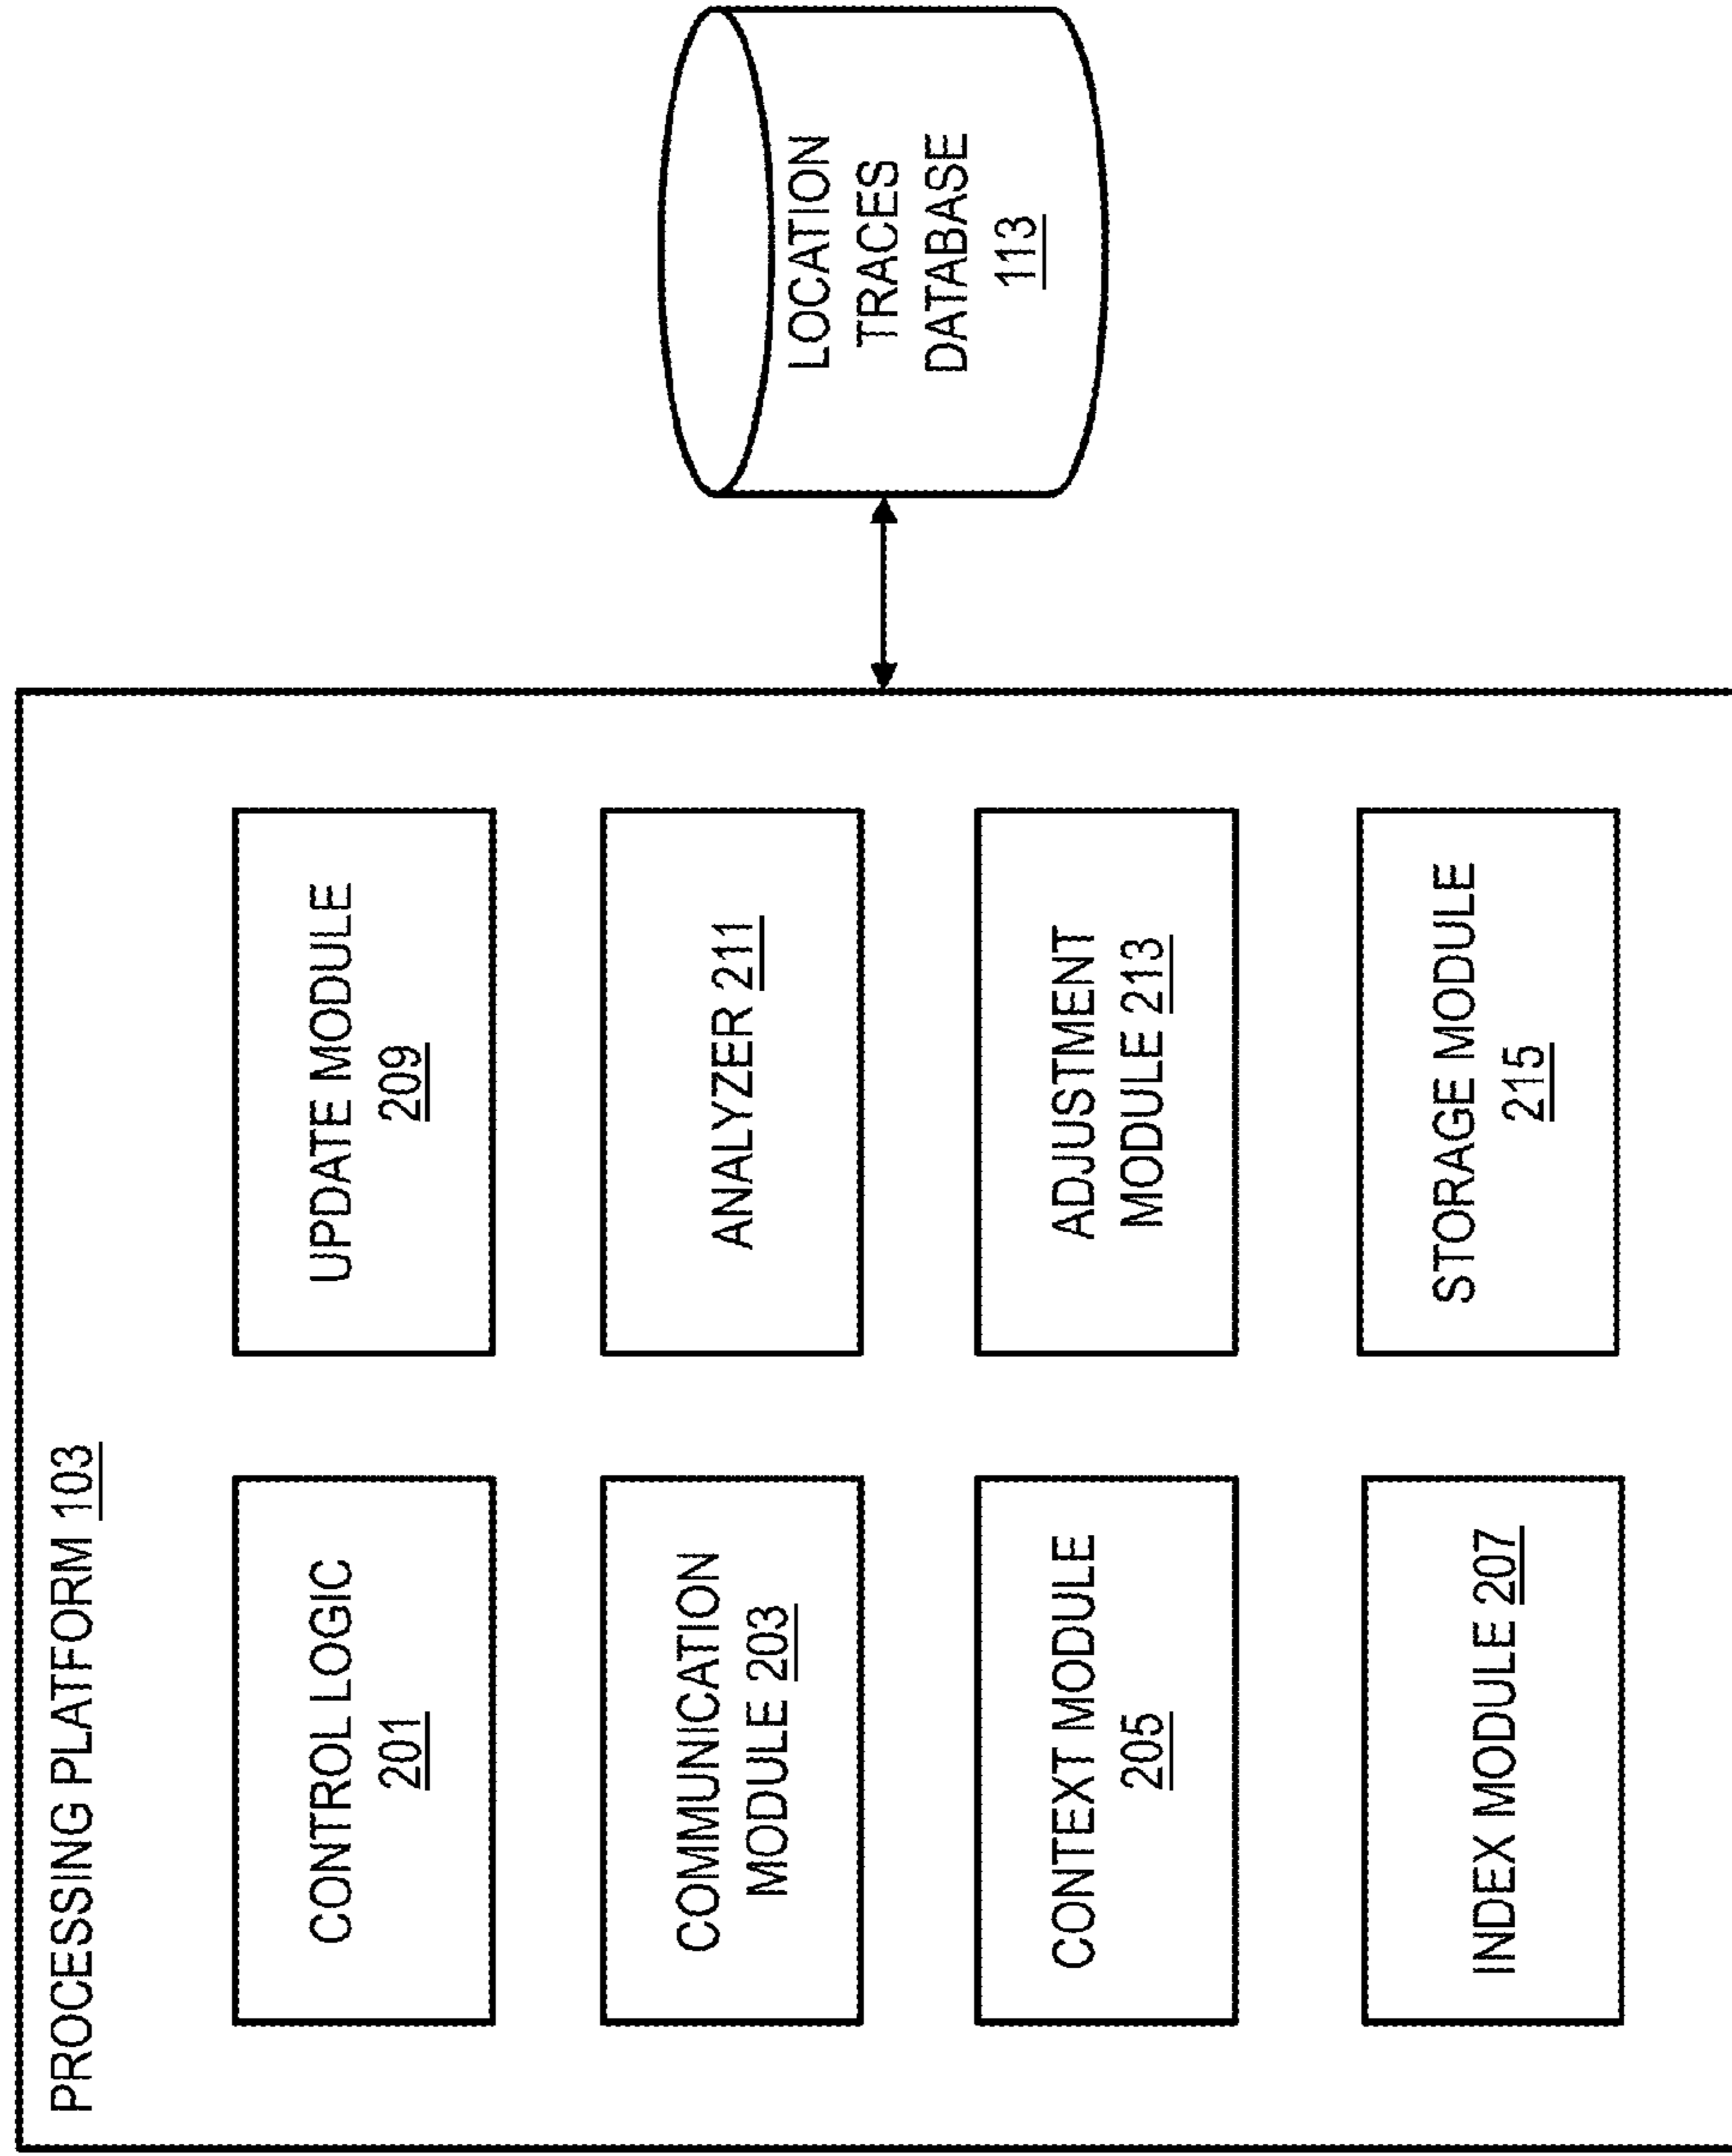 PROCESSING PLATFORM 103
CONTROL LOGIC
201
COMMUNICATION
MODULE 203
CONTEXT MODULE
205
INDEX MODULE 207
UPDATE MODULE
209
ANALYZER 211
ADJUSTMENT
MODULE 213
STORAGE MODULE
215
LOCATION
TRACES
DATABASE
113